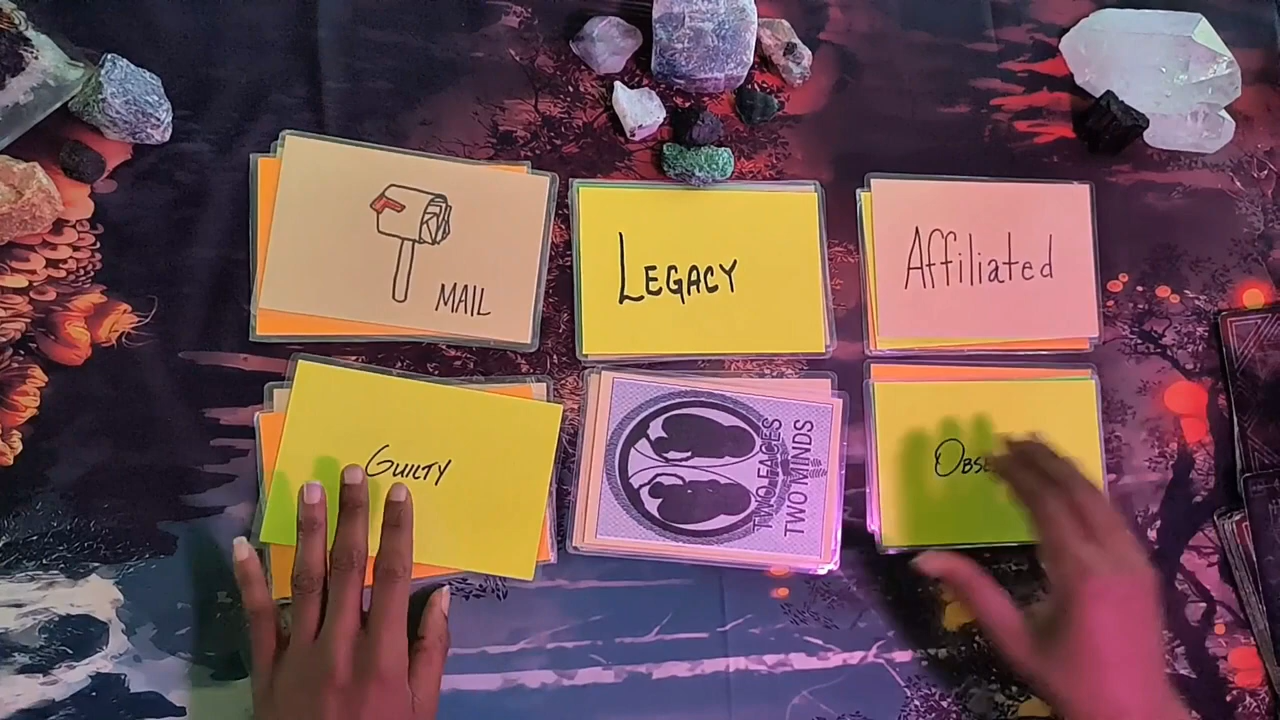 MAIL
LEGACY
Affiliated
GUILTY
TWO FACES
TWO MINDS